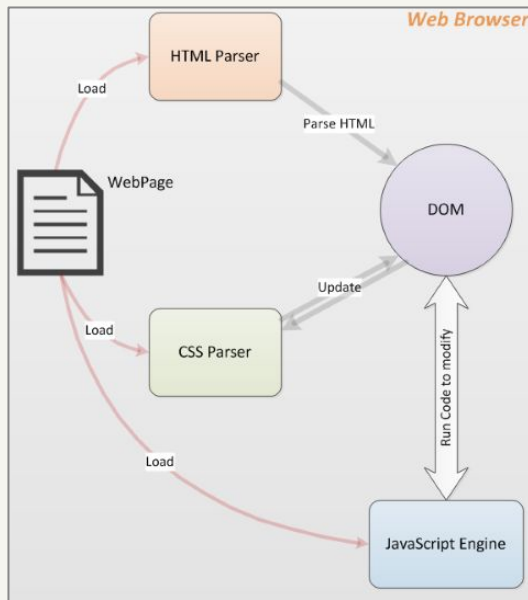 Web Browser
HTML Parser
Load
Parse HTML
WebPage
DOM
Update
Load
CSS Parser
Run Code to modify
Load
JavaScript Engine